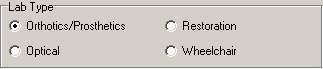 Lab Type
Orthotics/Prosthetics Restoration
Optical Wheelchair